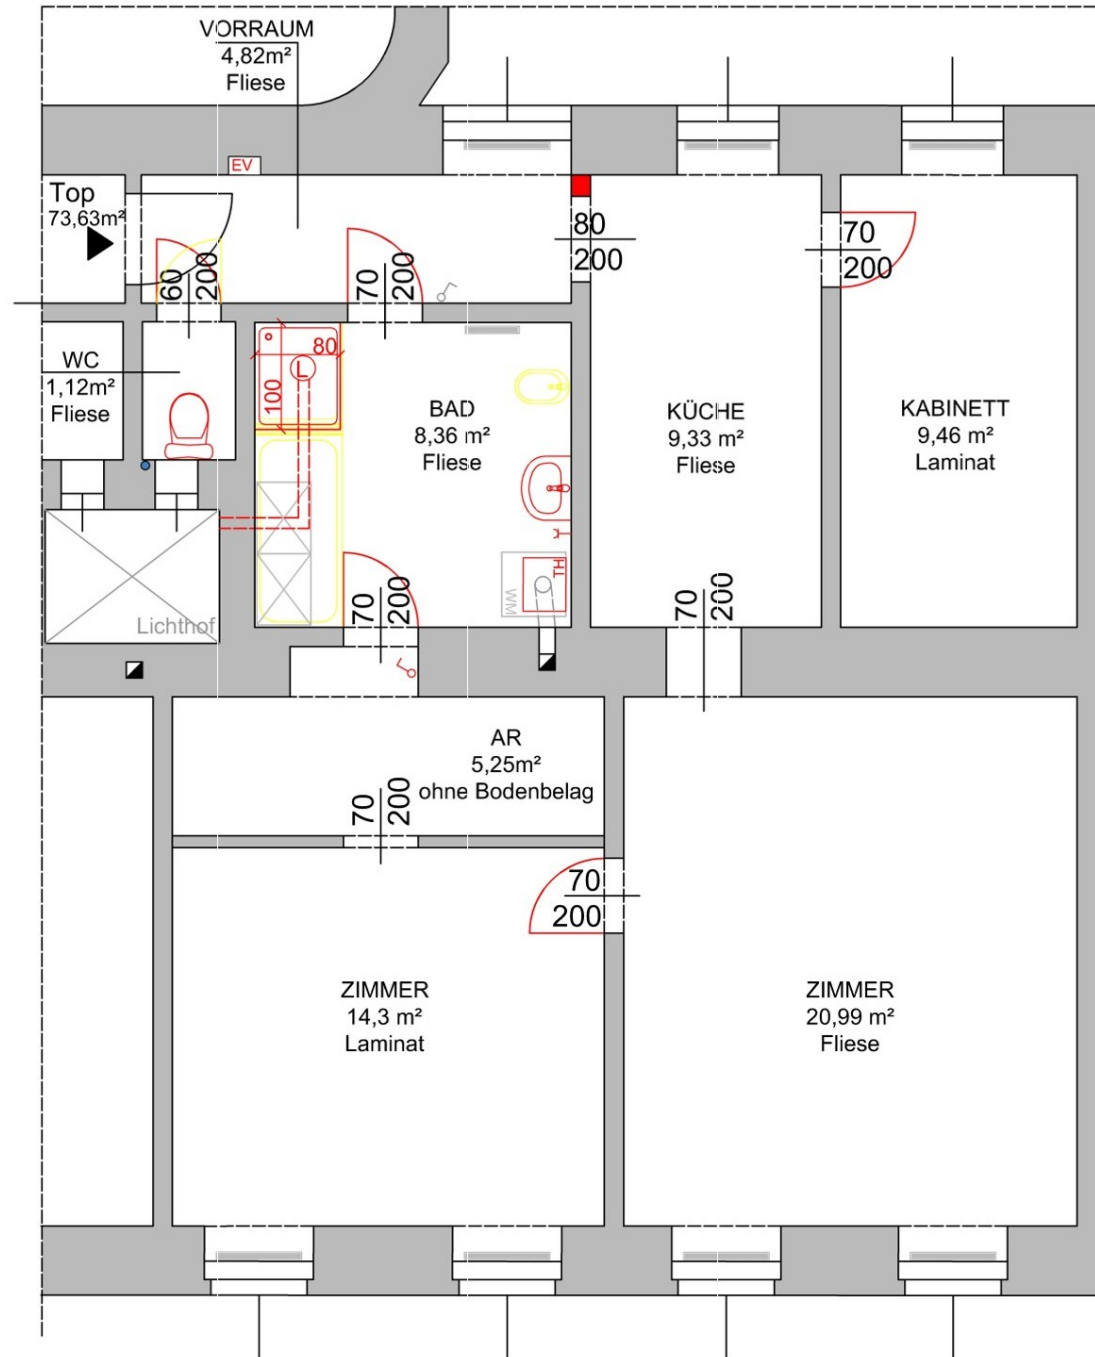 VORRAUM
4,82m²
Fliese
EV
Top
73,63m²
80
200
70
200
60
200
70
200
WC
1,12m²
Fliese
80
100
L
BAD
8,36 m²
Fliese
KÜCHE
9,33 m²
Fliese
KABINETT
9,46 m²
Laminat
TH
WM
Lichthof
70
200
70
200
AR
5,25m²
ohne Bodenbelag
70
200
70
200
ZIMMER
14,3 m²
Laminat
ZIMMER
20,99 m²
Fliese